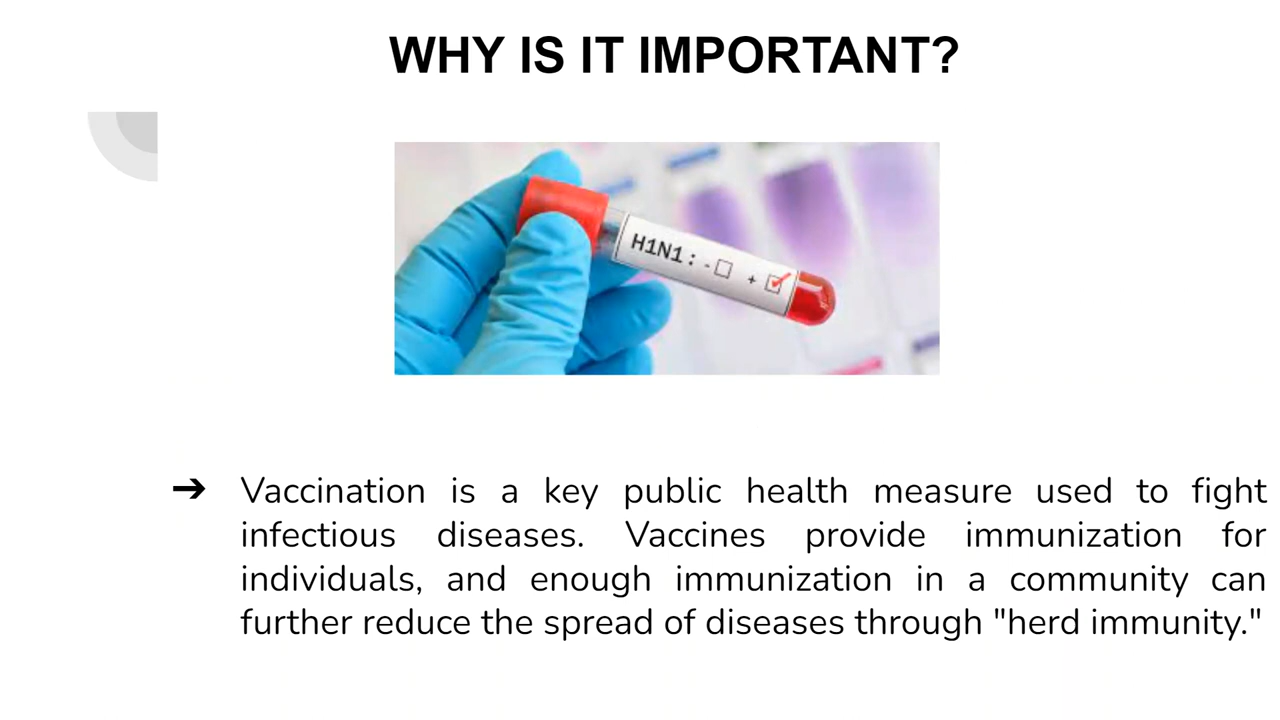 WHY IS IT IMPORTANT?
H1N1: - ☐ + ☑
➔ Vaccination is a key public health measure used to fight
infectious diseases. Vaccines provide immunization for
individuals, and enough immunization in a community can
further reduce the spread of diseases through "herd immunity."